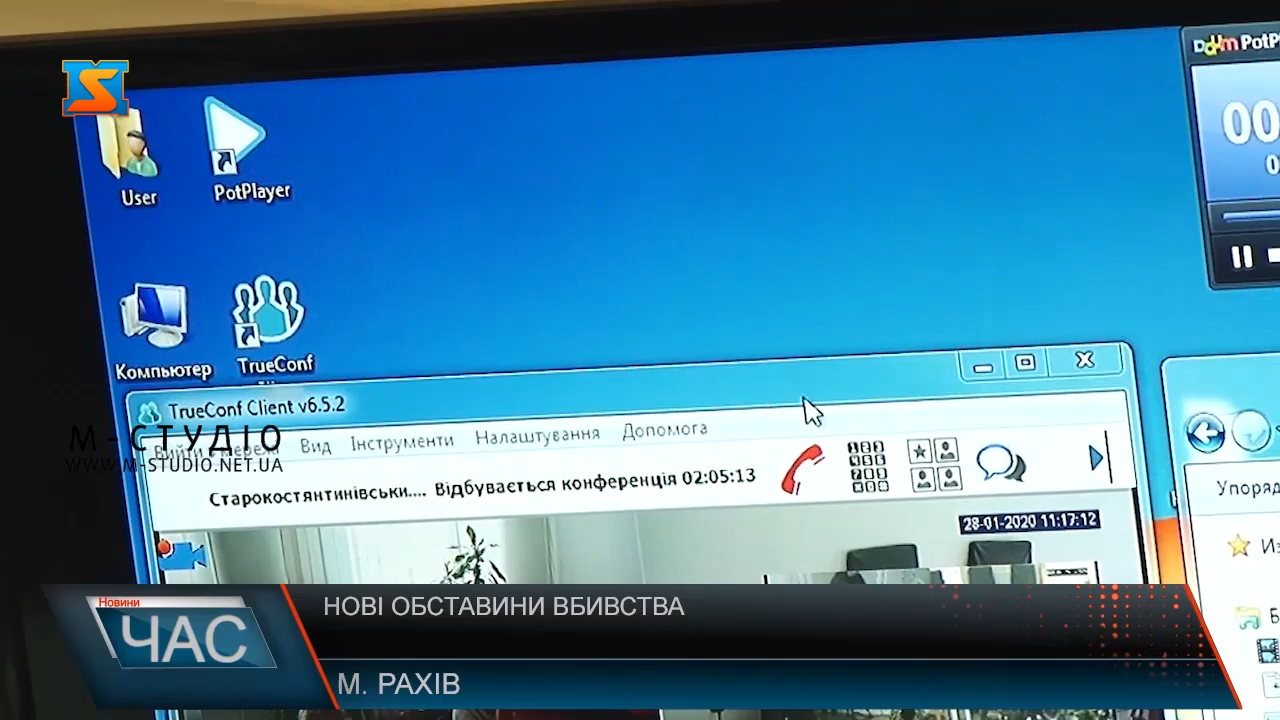 Daum PotP
00
User
PotPlayer
Компьютер
TrueConf
TrueConf Client v6.5.2
М-СТУДІО
WWW.M-STUDIO.NET.UA
Вид Інструменти Налаштування Допомога
Старокостянтинівськи.... Відбувається конференція 02:05:13
Упоряд
28-01-2020 11:17:12
Новини
ЧАС
НОВІ ОБСТАВИНИ ВБИВСТВА
М. РАХІВ